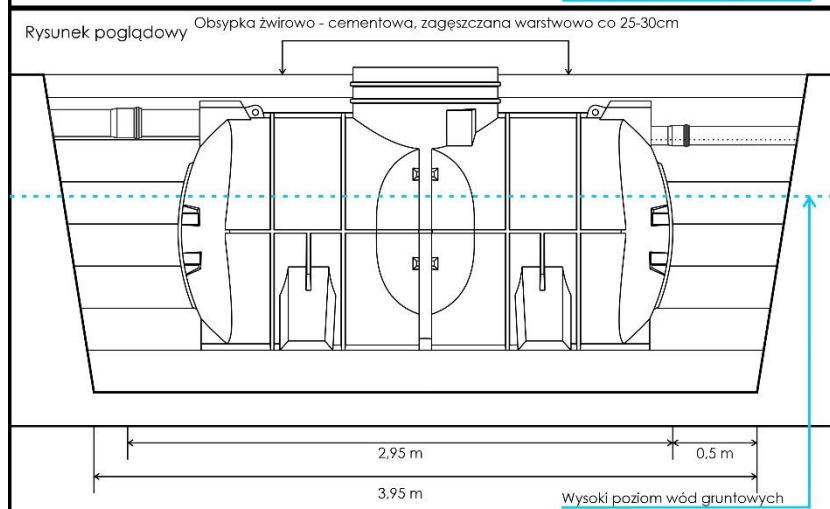 Rysunek poglądowy
Obsypka żwirowo - cementowa, zagęszczana warstwowo co 25-30cm
2,95 m
0,5 m
3,95 m
Wysoki poziom wód gruntowych